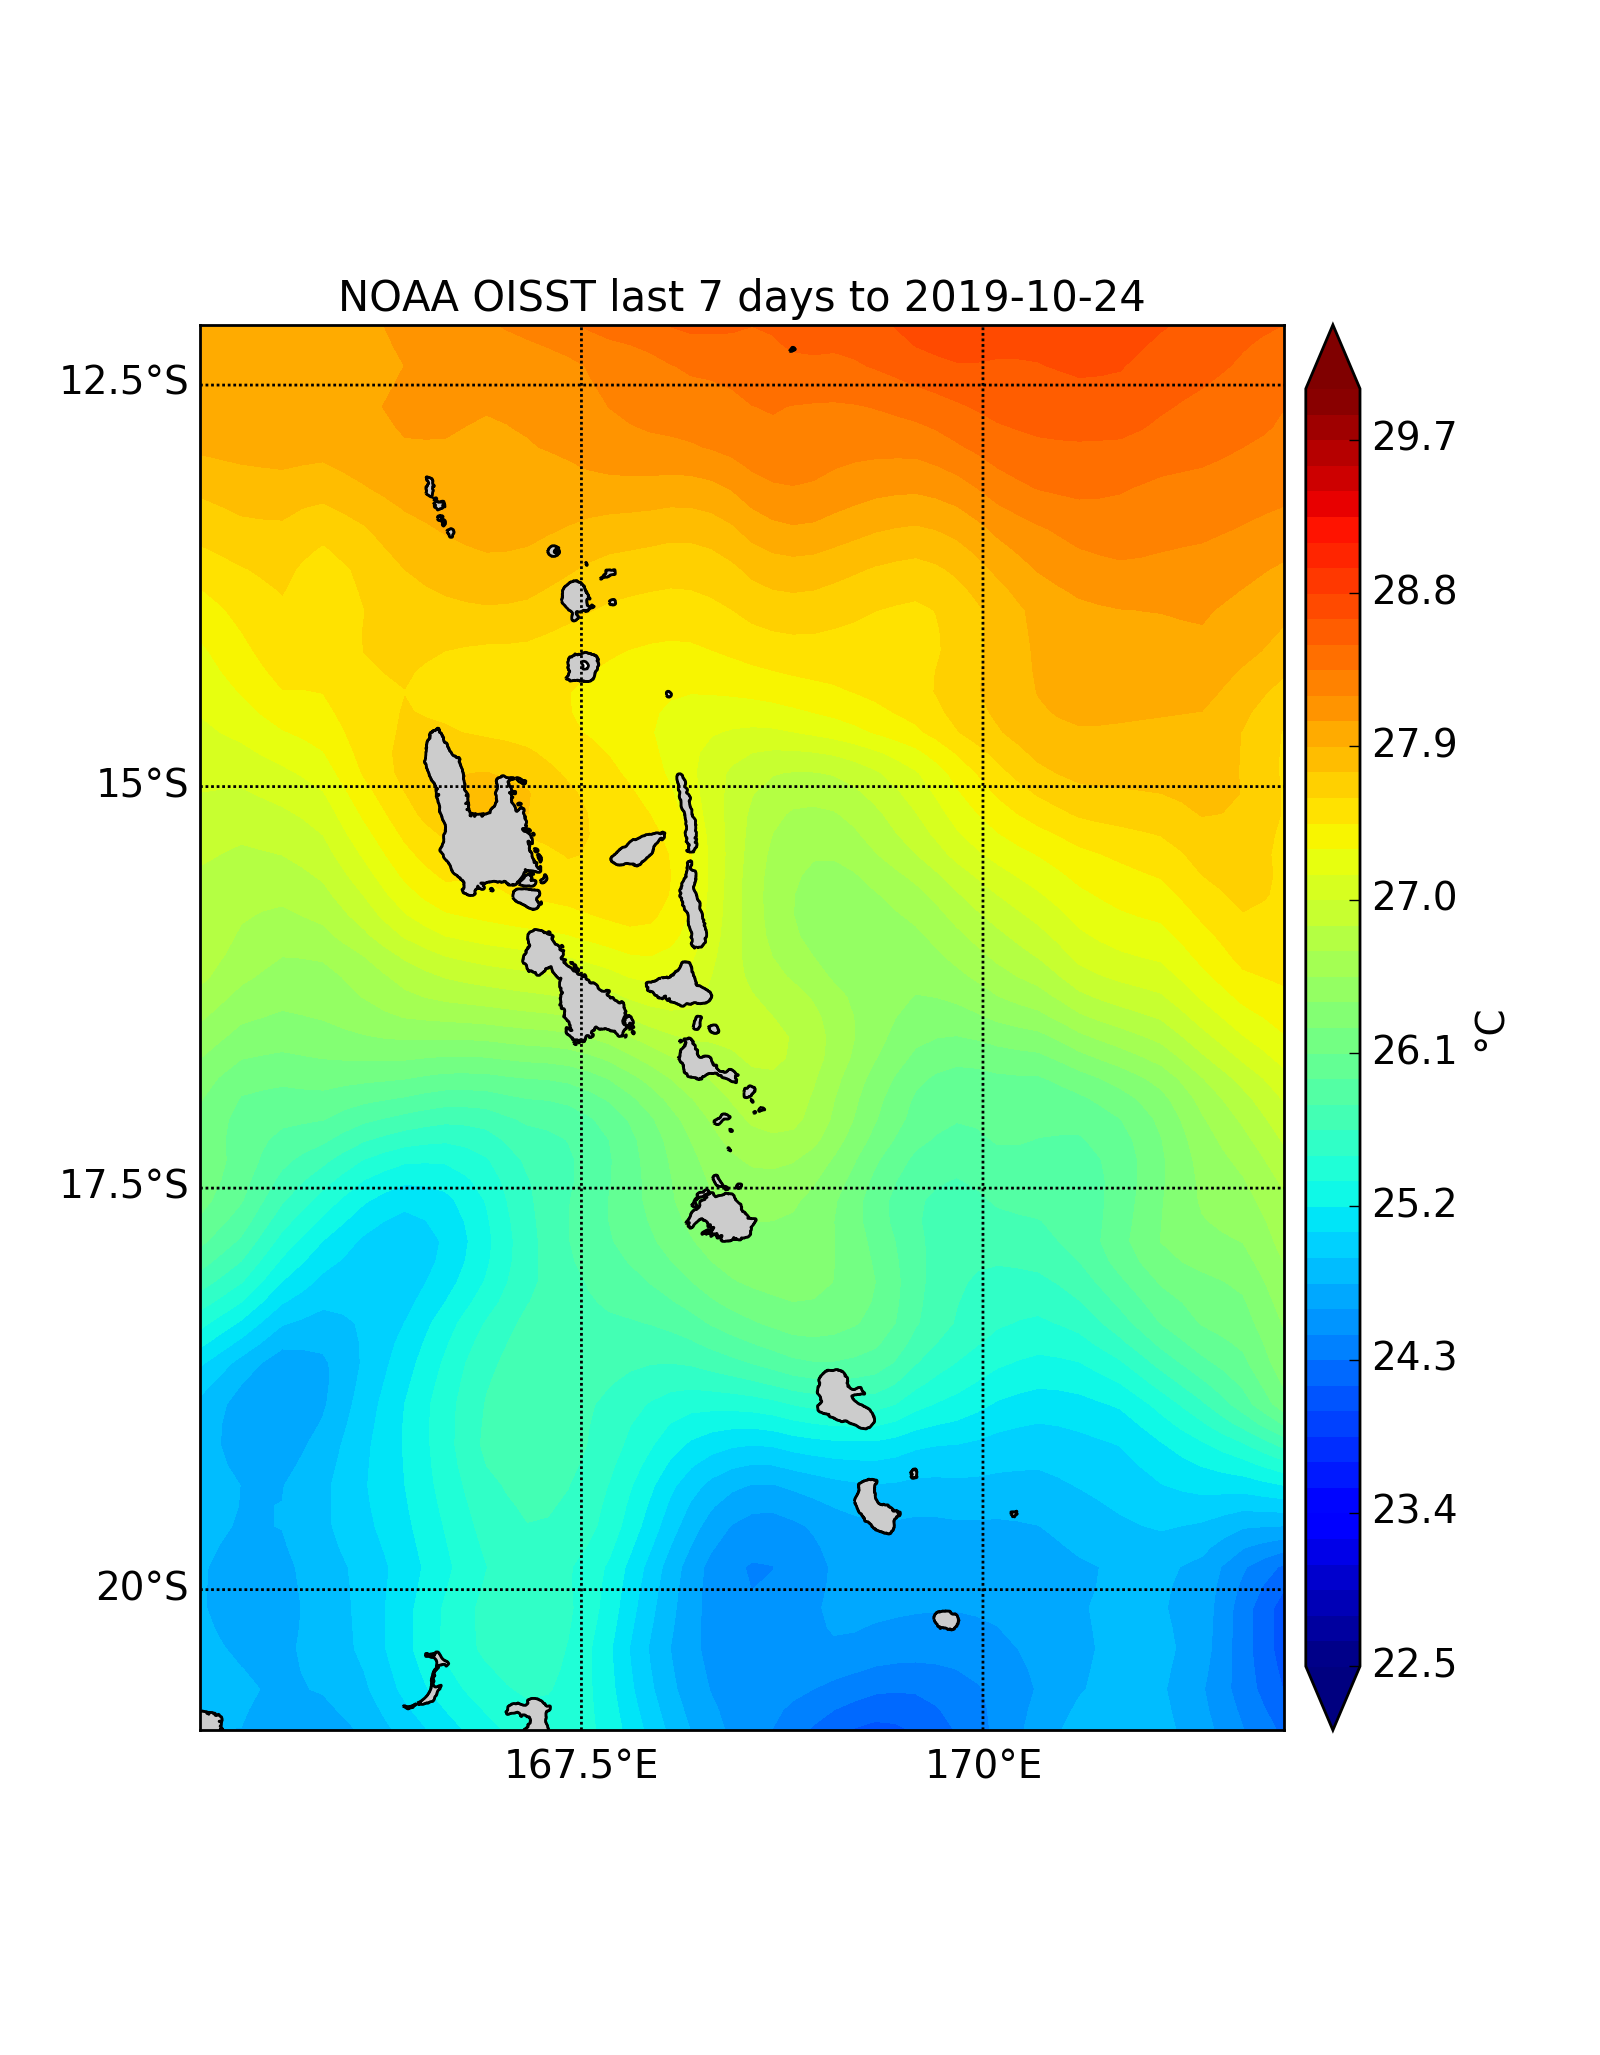 NOAA OISST last 7 days to 2019-10-24
12.5°S
15°S
17.5°S
20°S
167.5°E
170°E
29.7
28.8
27.9
27.0
26.1
25.2
24.3
23.4
22.5
°C